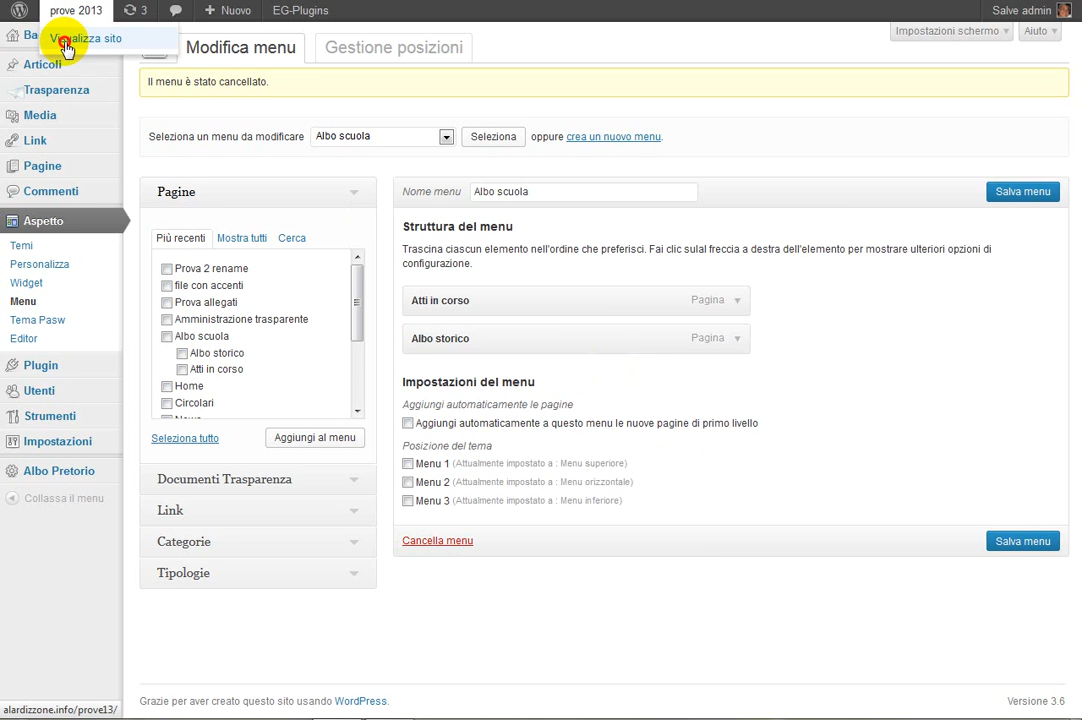 prove 2013
3
Nuovo
EG-Plugins
Salve admin
Visualizza sito
Ba
Articoli
Trasparenza
Media
Link
Pagine
Commenti
Aspetto
Temi
Personalizza
Widget
Menu
Tema Pasw
Editor
Plugin
Utenti
Strumenti
Impostazioni
Albo Pretorio
Collassa il menu
alardizzone.info/prove13/
Impostazioni schermo
Aiuto
Modifica menu
Gestione posizioni
Il menu è stato cancellato.
Seleziona un menu da modificare
Albo scuola
Seleziona
oppure crea un nuovo menu.
Pagine
Più recenti
Mostra tutti
Cerca
Prova 2 rename
file con accenti
Prova allegati
Amministrazione trasparente
Albo scuola
Albo storico
Atti in corso
Home
Circolari
Seleziona tutto
Aggiungi al menu
Documenti Trasparenza
Link
Categorie
Tipologie
Nome menu
Albo scuola
Salva menu
Struttura del menu
Trascina ciascun elemento nell'ordine che preferisci. Fai clic sulal freccia a destra dell'elemento per mostrare ulteriori opzioni di
configurazione.
Atti in corso
Pagina
Albo storico
Pagina
Impostazioni del menu
Aggiungi automaticamente le pagine
Aggiungi automaticamente a questo menu le nuove pagine di primo livello
Posizione del tema
Menu 1 (Attualmente impostato a : Menu superiore)
Menu 2 (Attualmente impostato a : Menu orizzontale)
Menu 3 (Attualmente impostato a : Menu inferiore)
Cancella menu
Salva menu
Grazie per aver creato questo sito usando WordPress.
Versione 3.6